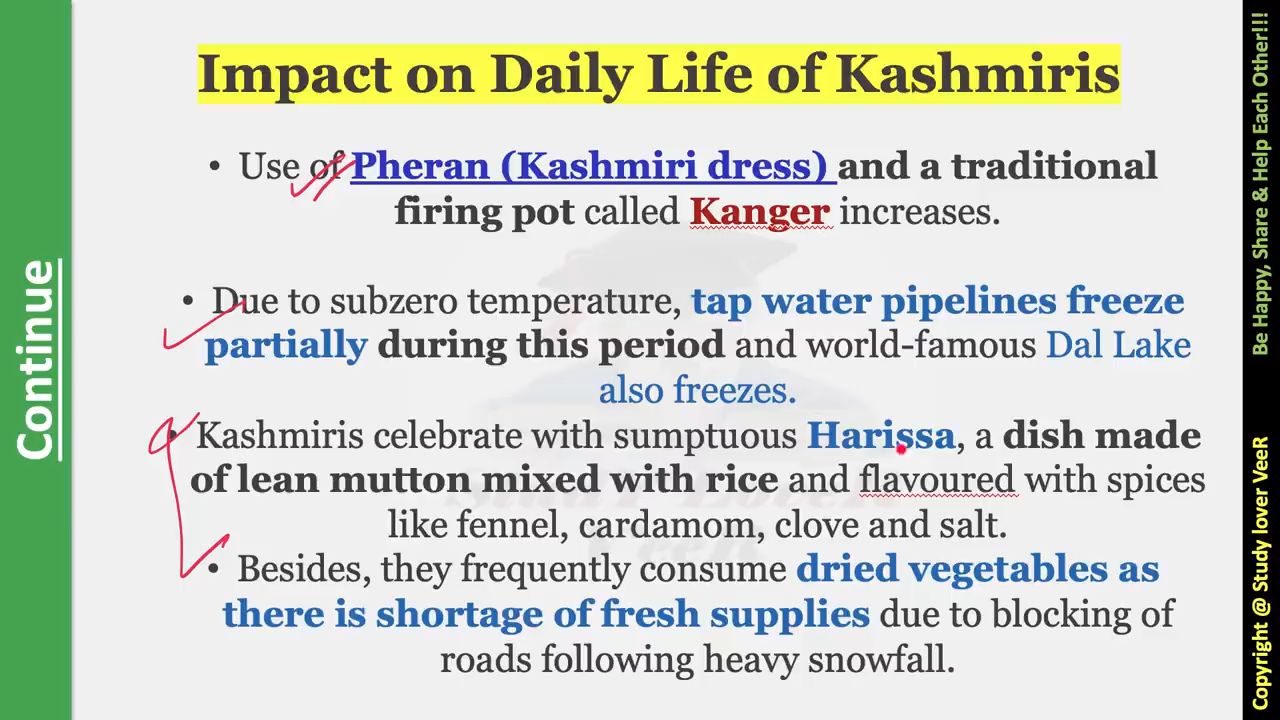 Impact on Daily Life of Kashmiris
• Use of Pheran (Kashmiri dress) and a traditional
firing pot called Kanger increases.
• Due to subzero temperature, tap water pipelines freeze
partially during this period and world-famous Dal Lake
also freezes.
• Kashmiris celebrate with sumptuous Harissa, a dish made
of lean mutton mixed with rice and flavoured with spices
like fennel, cardamom, clove and salt.
• Besides, they frequently consume dried vegetables as
there is shortage of fresh supplies due to blocking of
roads following heavy snowfall.
Continue
Be Happy, Share & Help Each Other!!!
Copyright @ Study lover VeeR